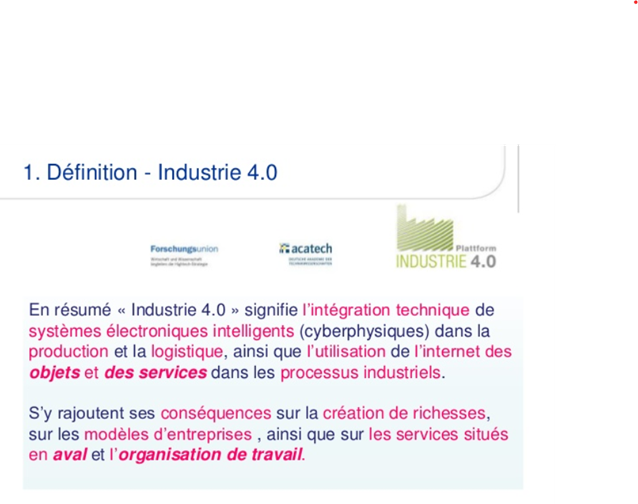 1. Définition - Industrie 4.0
Forschungsunion
acatech
Plattform
INDUSTRIE 4.0
En résumé « Industrie 4.0 » signifie l'intégration technique de
systèmes électroniques intelligents (cyberphysiques) dans la
production et la logistique, ainsi que l'utilisation de l'internet des
objets et des services dans les processus industriels.
S'y rajoutent ses conséquences sur la création de richesses,
sur les modèles d'entreprises , ainsi que sur les services situés
en aval et l'organisation de travail.